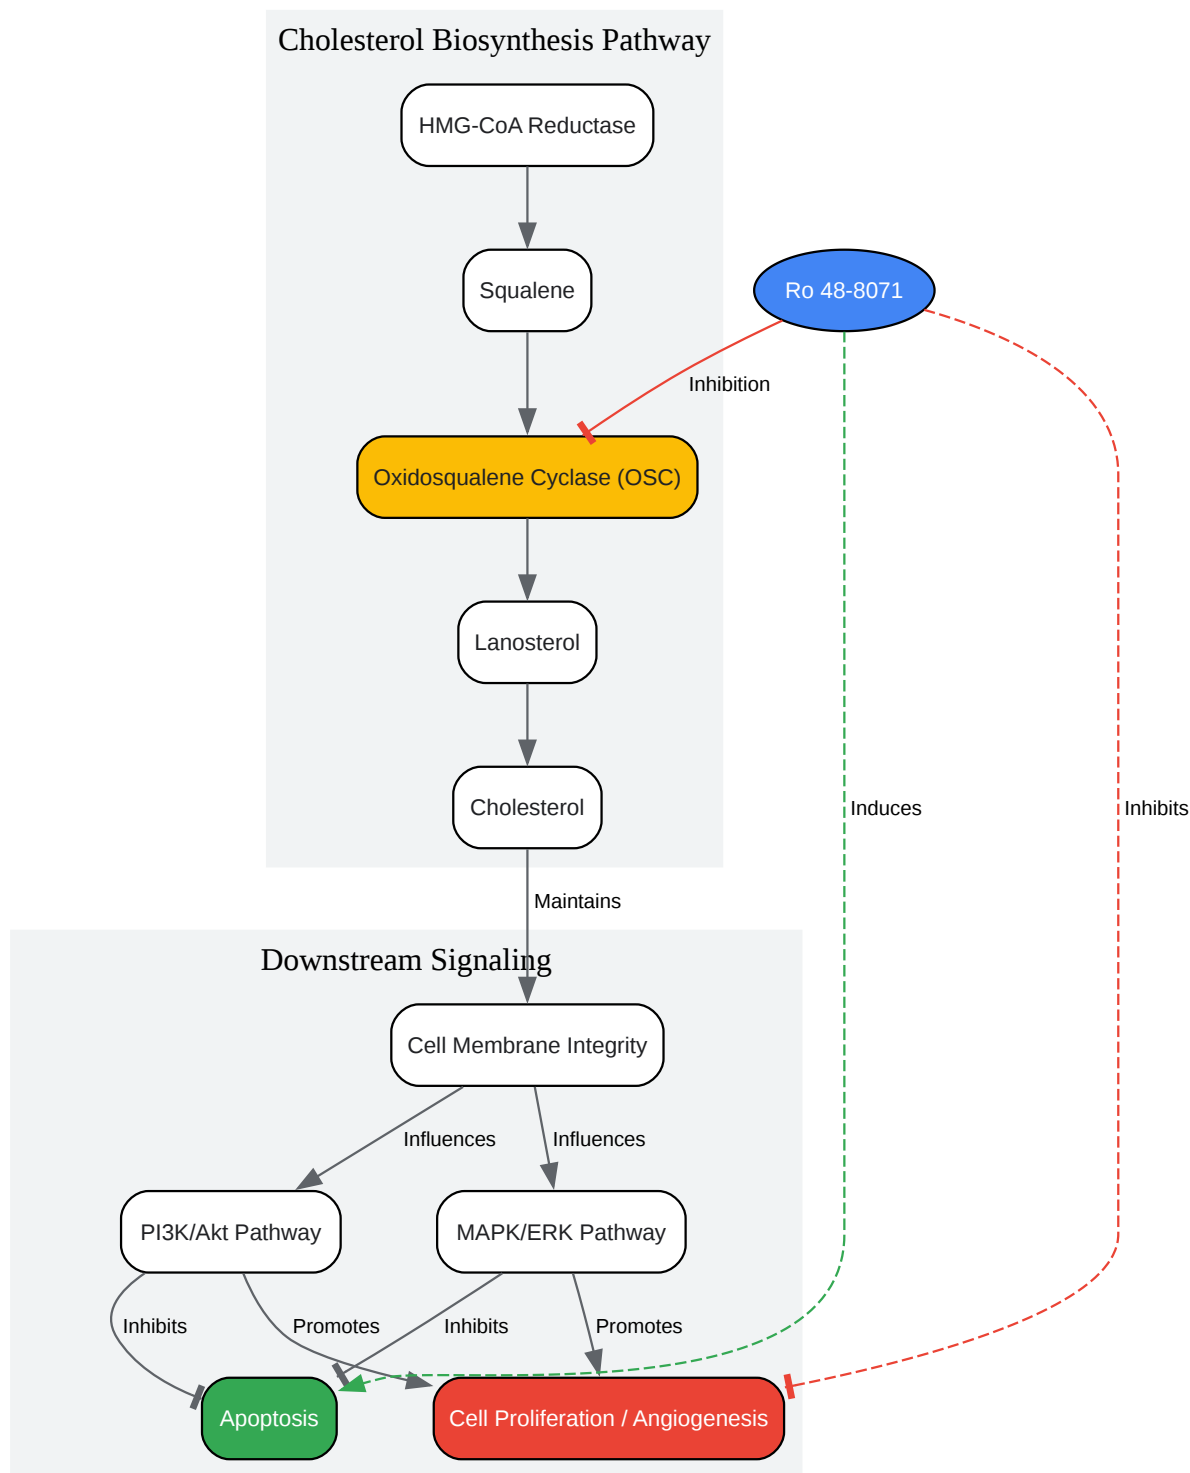 Cholesterol Biosynthesis Pathway
HMG-CoA Reductase
Squalene
Ro 48-8071
Inhibition
Oxidosqualene Cyclase (OSC)
Lanosterol
Cholesterol
Induces
Inhibits
Maintains
Downstream Signaling
Cell Membrane Integrity
Influences
Influences
PI3K/Akt Pathway
MAPK/ERK Pathway
Inhibits
Promotes
Inhibits
Promotes
Apoptosis
Cell Proliferation / Angiogenesis